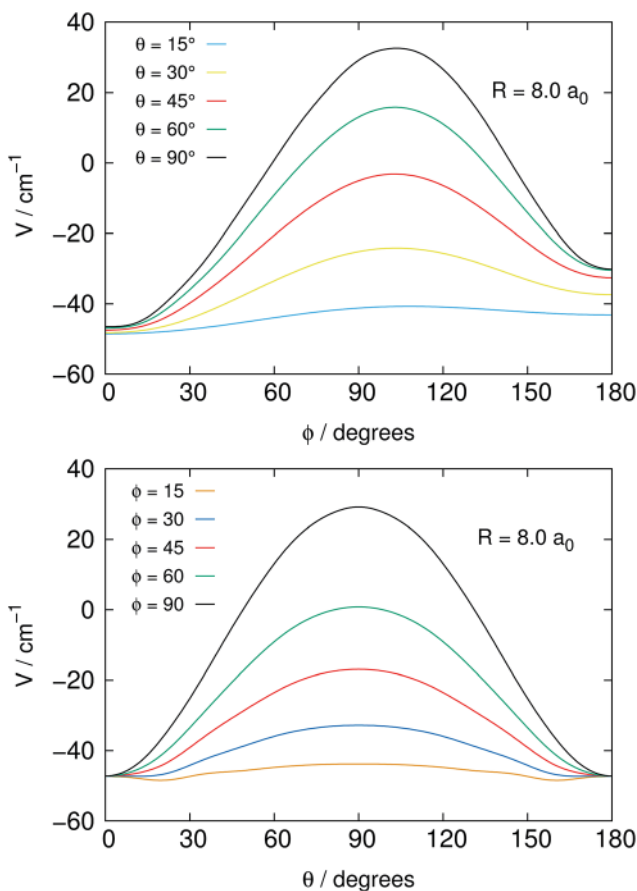 40
20
0
−20
−40
−60
V / cm⁻¹
θ = 15°
θ = 30°
θ = 45°
θ = 60°
θ = 90°
R = 8.0 a₀
0 30 60 90 120 150 180
ϕ / degrees
40
20
0
−20
−40
−60
V / cm⁻¹
ϕ = 15
ϕ = 30
ϕ = 45
ϕ = 60
ϕ = 90
R = 8.0 a₀
0 30 60 90 120 150 180
θ / degrees